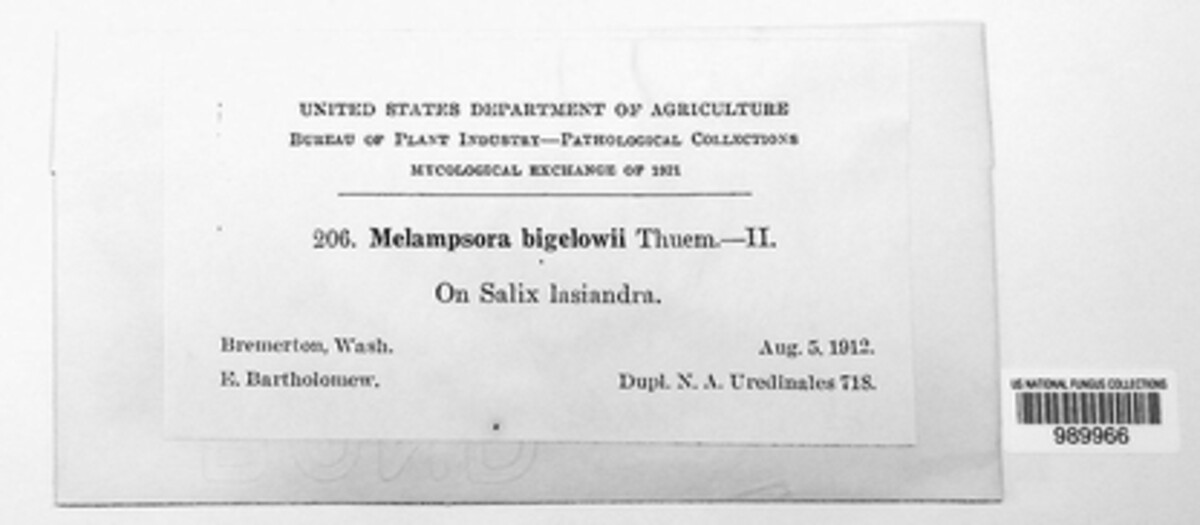 UNITED STATES DEPARTMENT OF AGRICULTURE
BUREAU OF PLANT INDUSTRY—PATHOLOGICAL COLLECTIONS
MYCOLOGICAL EXCHANGE OF 1921
206. Melampsora bigelowii Thuem.—II.
On Salix lasiandra.
Bremerton, Wash. Aug. 5, 1912.
E. Bartholomew. Dupl. N. A. Uredinales 718.
US NATIONAL FUNGUS COLLECTIONS
989966
BOND